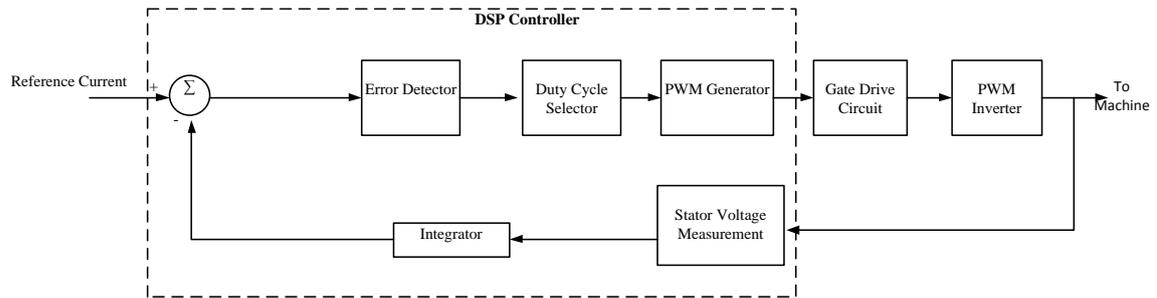 DSP Controller
Reference Current
+
Σ
-
Error Detector
Duty Cycle
Selector
PWM Generator
Gate Drive
Circuit
PWM
Inverter
To
Machine
Stator Voltage
Measurement
Integrator